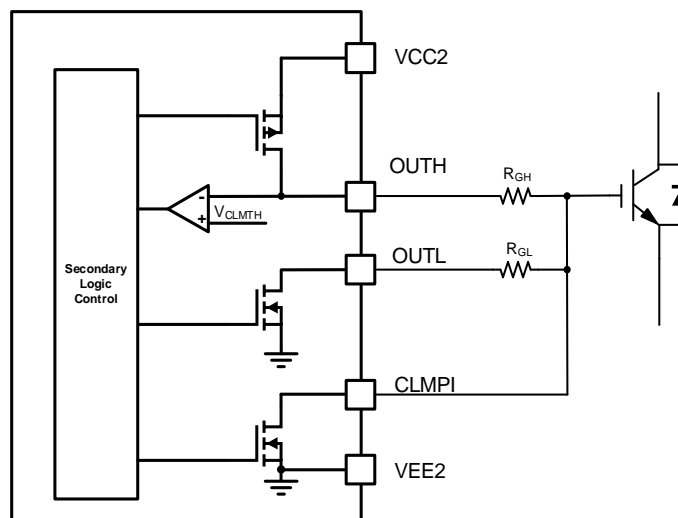 VCC2
OUTH
R_GH
-
+
V_CLMTH
OUTL
R_GL
Secondary
Logic
Control
CLMPI
VEE2